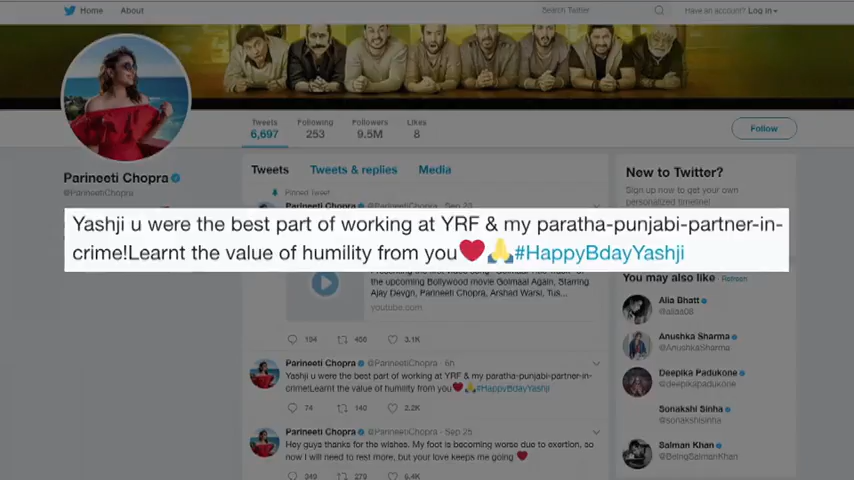 Home
About
Search Twitter
Have an account? Log in
Tweets
6,697
Following
253
Followers
9.5M
Likes
8
Follow
Parineeti Chopra
@ParineetiChopra
Tweets
Tweets & replies
Media
Pinned Tweet
Parineeti Chopra @ParineetiChopra · Sep 20
New to Twitter?
Sign up now to get your own
personalized timeline!
Yashji u were the best part of working at YRF & my paratha-punjabi-partner-in-
crime!Learnt the value of humility from you❤️🙏#HappyBdayYashji
the upcoming Bollywood movie Golmaal Again, Starring
Ajay Devgn, Parineeti Chopra, Arshad Warsi, Tus...
youtube.com
194
456
3.1K
Parineeti Chopra @ParineetiChopra · 6h
Yashji u were the best part of working at YRF & my paratha-punjabi-partner-in-
crime!Learnt the value of humility from you❤️🙏#HappyBdayYashji
74
140
2.2K
Parineeti Chopra @ParineetiChopra · Sep 25
Hey guys thanks for the wishes. My foot is becoming worse due to exertion, so
now I will need to rest more, but your love keeps me going ❤️
349
279
6.4K
You may also like · Refresh
Alia Bhatt
@aliaa08
Anushka Sharma
@AnushkaSharma
Deepika Padukone
@deepikapadukone
Sonakshi Sinha
@sonakshisinha
Salman Khan
@BeingSalmanKhan